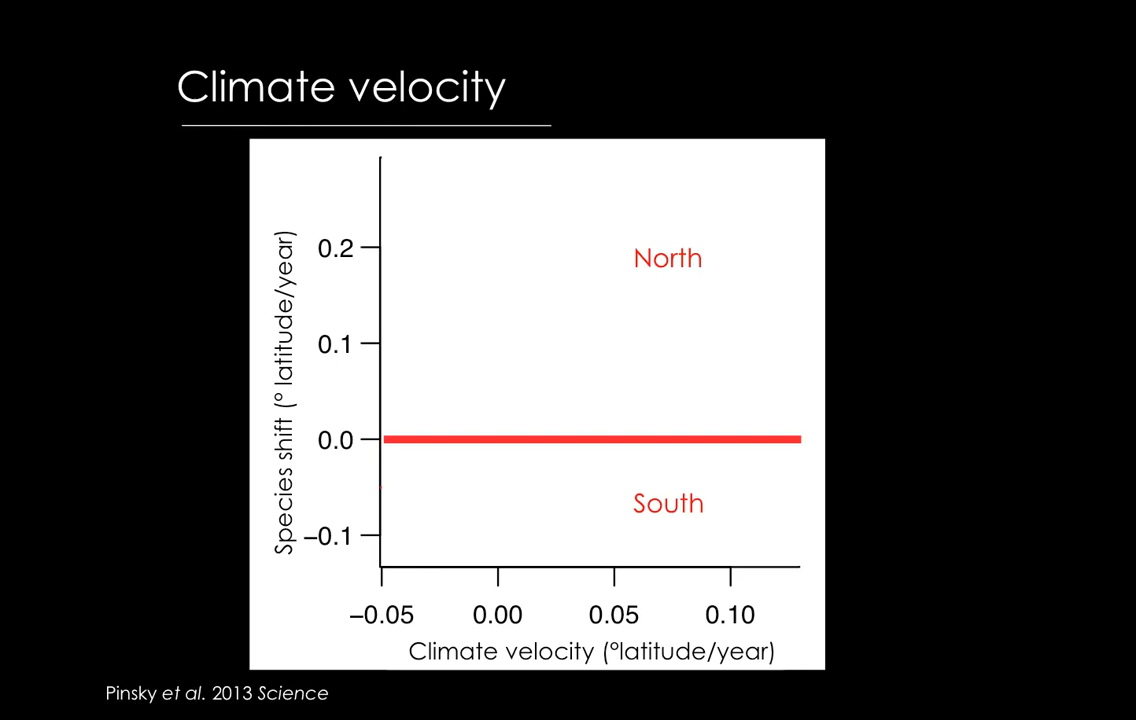 Climate velocity
Species shift (° latitude/year)
0.2
0.1
0.0
−0.1
North
South
−0.05 0.00 0.05 0.10
Climate velocity (°latitude/year)
Pinsky et al. 2013 Science